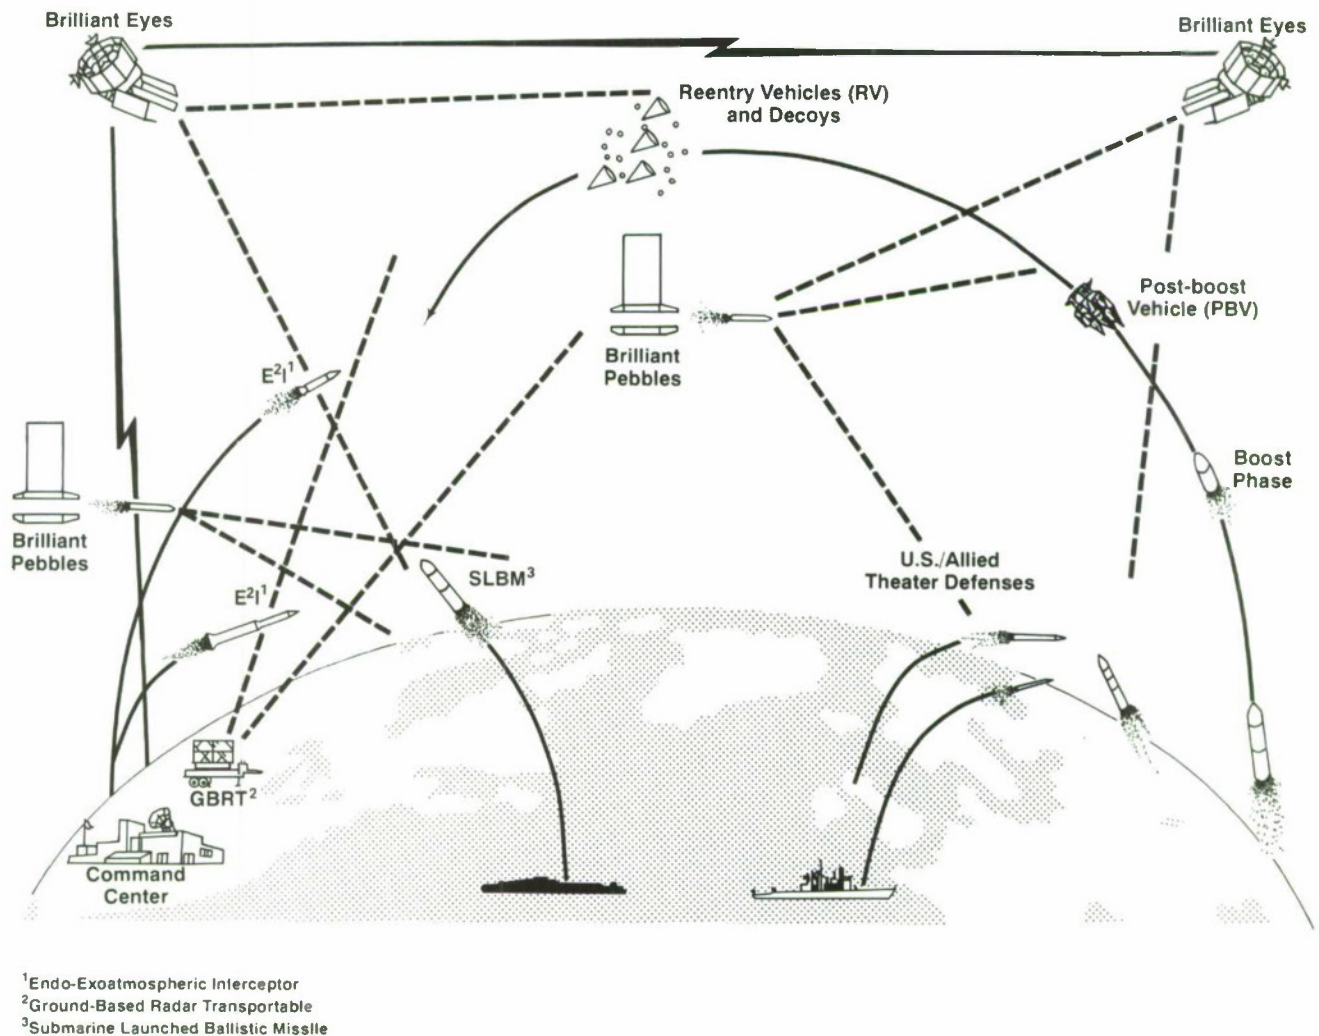 Brilliant Eyes
Brilliant Eyes
Reentry Vehicles (RV)
and Decoys
Post-boost
Vehicle (PBV)
Brilliant
Pebbles
E²I¹
Boost
Phase
Brilliant
Pebbles
U.S./Allied
Theater Defenses
SLBM³
E²I¹
GBRT²
Command
Center
¹Endo-Exoatmospheric Interceptor
²Ground-Based Radar Transportable
³Submarine Launched Ballistic Missile